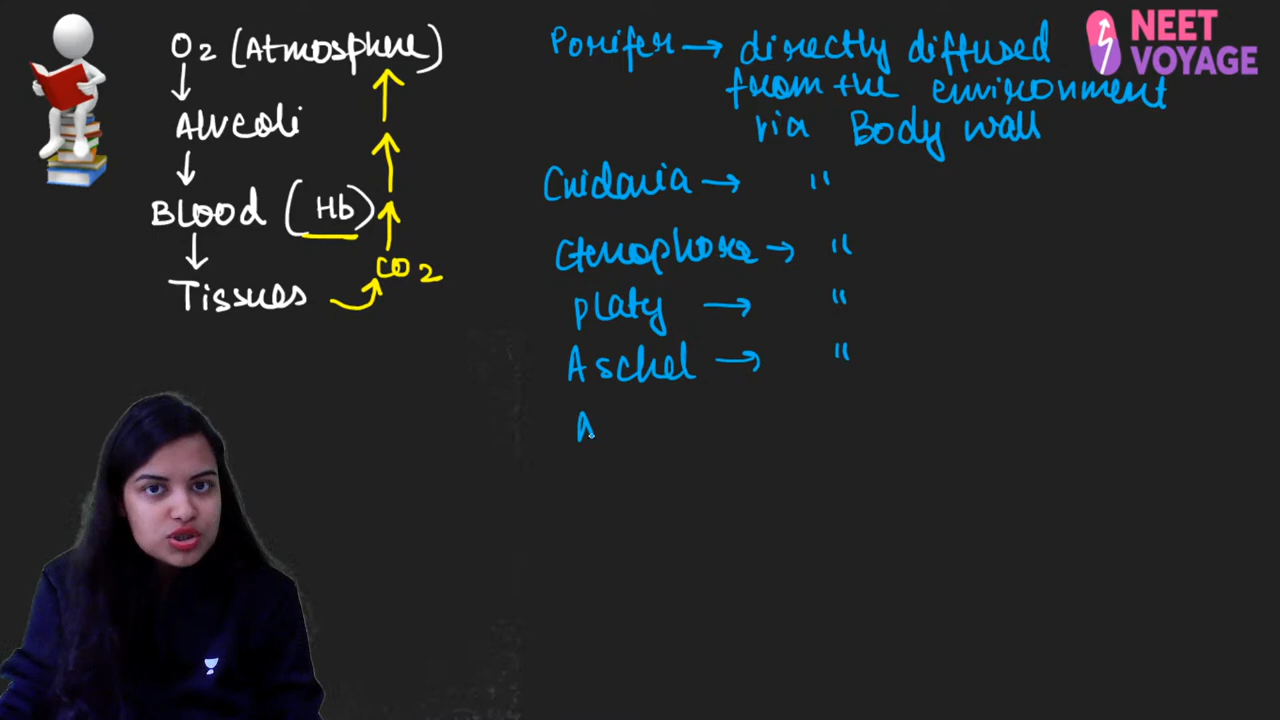 O2 (Atmosphere)
Alveoli
Blood (Hb)
Tissues
CO2
Porifer → directly diffused
from the environment
via Body wall
Cnidaria → "
Ctenophora → "
Platy → "
Aschel → "
A
NEET
VOYAGE